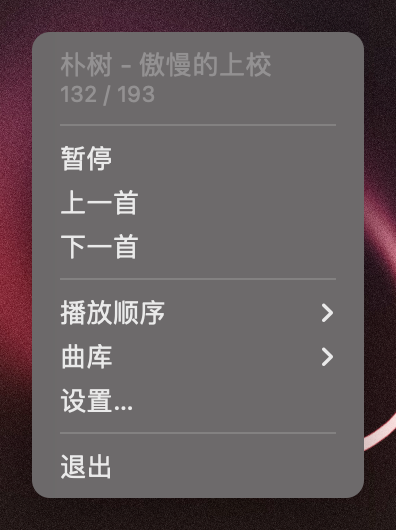 朴树 - 傲慢的上校
132 / 193
暂停
上一首
下一首
播放顺序
曲库
设置...
退出